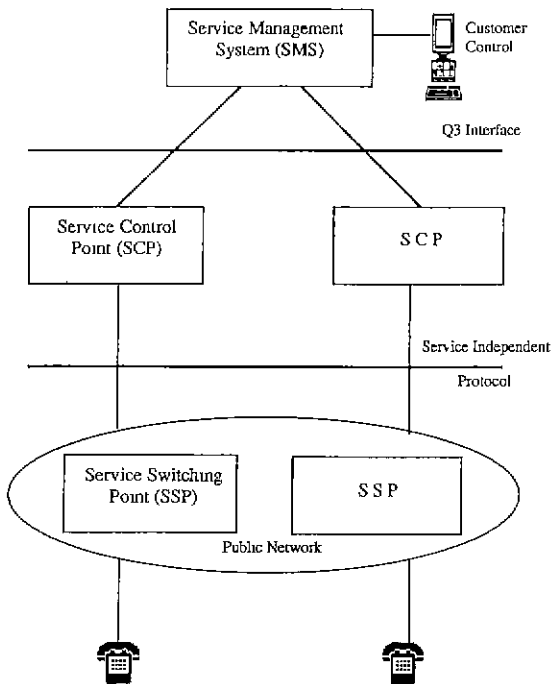 Service Management
System (SMS)
Customer
Control
Q3 Interface
Service Control
Point (SCP)
S C P
Service Independent
Protocol
Service Switching
Point (SSP)
S S P
Public Network